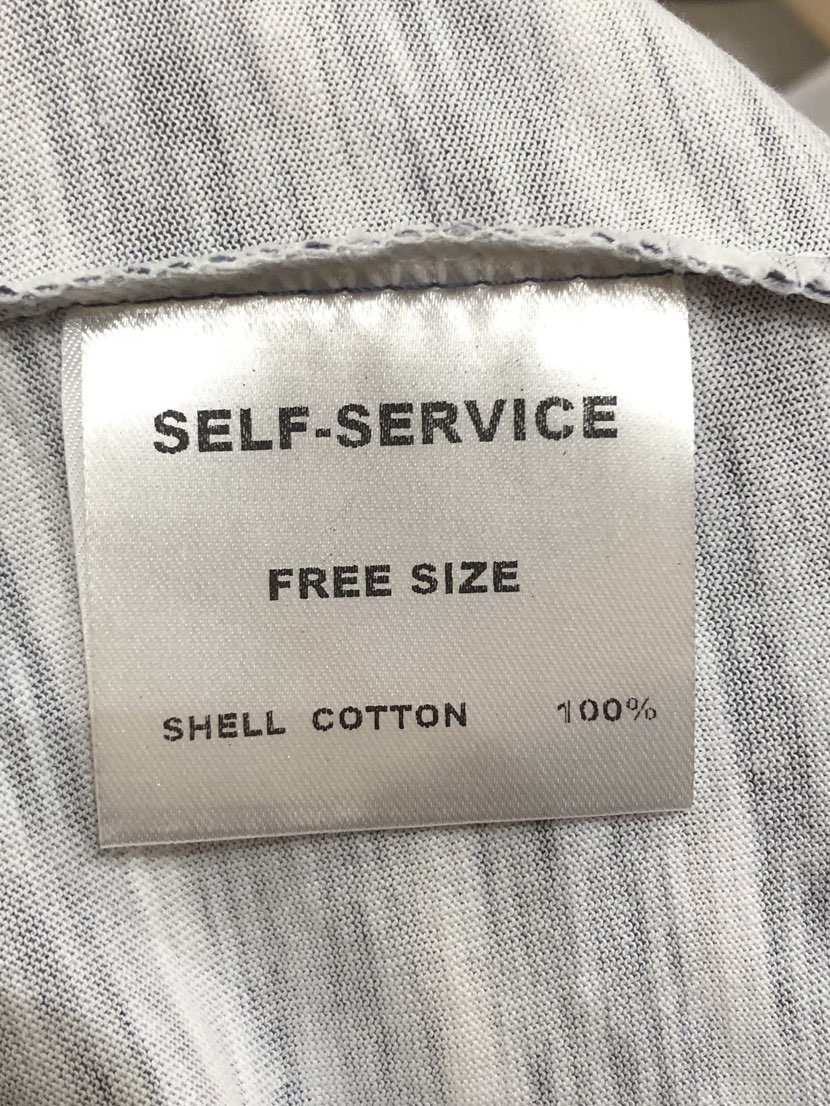 SELF-SERVICE
FREE SIZE
SHELL COTTON 100%